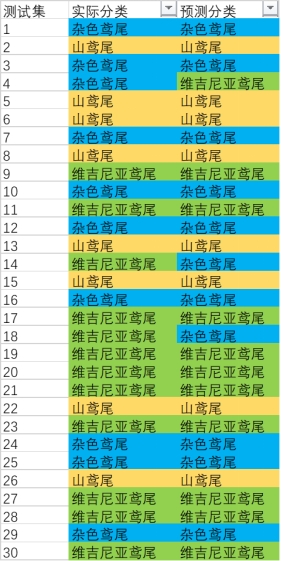 测试集 实际分类 预测分类
1 杂色鸢尾 杂色鸢尾
2 山鸢尾 山鸢尾
3 杂色鸢尾 杂色鸢尾
4 杂色鸢尾 维吉尼亚鸢尾
5 山鸢尾 山鸢尾
6 山鸢尾 山鸢尾
7 杂色鸢尾 杂色鸢尾
8 山鸢尾 山鸢尾
9 维吉尼亚鸢尾 维吉尼亚鸢尾
10 杂色鸢尾 杂色鸢尾
11 维吉尼亚鸢尾 维吉尼亚鸢尾
12 杂色鸢尾 杂色鸢尾
13 山鸢尾 山鸢尾
14 维吉尼亚鸢尾 杂色鸢尾
15 山鸢尾 山鸢尾
16 杂色鸢尾 杂色鸢尾
17 维吉尼亚鸢尾 维吉尼亚鸢尾
18 维吉尼亚鸢尾 杂色鸢尾
19 维吉尼亚鸢尾 维吉尼亚鸢尾
20 维吉尼亚鸢尾 维吉尼亚鸢尾
21 维吉尼亚鸢尾 维吉尼亚鸢尾
22 山鸢尾 山鸢尾
23 维吉尼亚鸢尾 维吉尼亚鸢尾
24 杂色鸢尾 杂色鸢尾
25 杂色鸢尾 杂色鸢尾
26 山鸢尾 山鸢尾
27 维吉尼亚鸢尾 维吉尼亚鸢尾
28 维吉尼亚鸢尾 维吉尼亚鸢尾
29 杂色鸢尾 杂色鸢尾
30 维吉尼亚鸢尾 维吉尼亚鸢尾